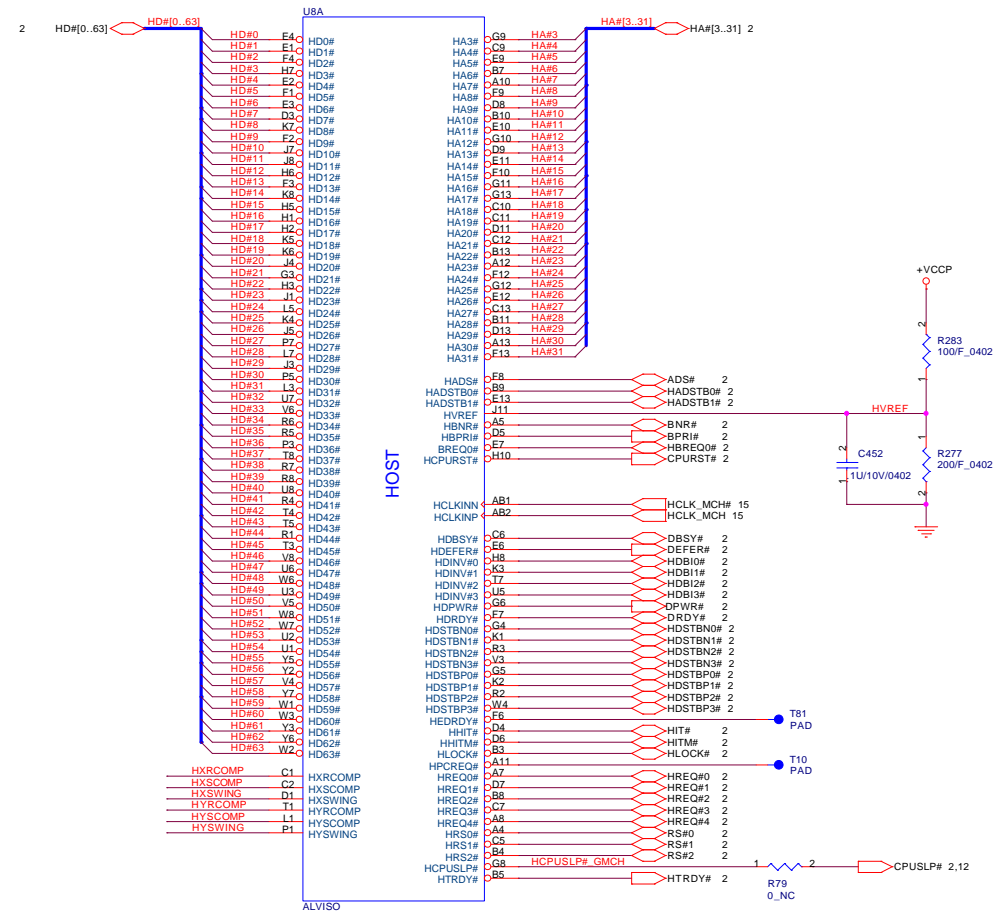 U8A
2 HD#[0..63] HD#[0..63] HA#[3..31] HA#[3..31] 2
HD#0 E4 HD0# HA3# G9 HA#3
HD#1 E1 HD1# HA4# C9 HA#4
HD#2 F4 HD2# HA5# E9 HA#5
HD#3 H7 HD3# HA6# B7 HA#6
HD#4 E2 HD4# HA7# A10 HA#7
HD#5 F1 HD5# HA8# F9 HA#8
HD#6 E3 HD6# HA9# D8 HA#9
HD#7 D3 HD7# HA10# B10 HA#10
HD#8 K7 HD8# HA11# E10 HA#11
HD#9 F2 HD9# HA12# G10 HA#12
HD#10 J7 HD10# HA13# D9 HA#13
HD#11 J8 HD11# HA14# E11 HA#14
HD#12 H6 HD12# HA15# F10 HA#15
HD#13 F3 HD13# HA16# G11 HA#16
HD#14 K8 HD14# HA17# G13 HA#17
HD#15 H5 HD15# HA18# C10 HA#18
HD#16 H1 HD16# HA19# C11 HA#19
HD#17 H2 HD17# HA20# D11 HA#20
HD#18 K5 HD18# HA21# C12 HA#21
HD#19 K6 HD19# HA22# B13 HA#22
HD#20 J4 HD20# HA23# A12 HA#23
HD#21 G3 HD21# HA24# F12 HA#24
HD#22 H3 HD22# HA25# G12 HA#25
HD#23 J1 HD23# HA26# E12 HA#26
HD#24 L5 HD24# HA27# C13 HA#27
HD#25 K4 HD25# HA28# B11 HA#28
HD#26 J5 HD26# HA29# D13 HA#29
HD#27 P7 HD27# HA30# A13 HA#30
HD#28 L7 HD28# HA31# F13 HA#31
HD#29 J3 HD29#
HD#30 P5 HD30# HADS# F8 ADS# 2
HD#31 L3 HD31# HADSTB0# B9 HADSTB0# 2
HD#32 U7 HD32# HADSTB1# E13 HADSTB1# 2
HD#33 V6 HD33# HVREF J11 HVREF
HD#34 R6 HD34# HBNR# A5 BNR# 2
HD#35 R5 HD35# HBPRI# D5 BPRI# 2
HD#36 P3 HD36# BREQ0# E7 HBREQ0# 2
HD#37 T8 HD37# HCPURST# H10 CPURST# 2
HD#38 R7 HD38#
HD#39 R8 HD39#
HD#40 U8 HD40#
HD#41 R4 HD41# HCLKINN AB1 HCLK_MCH# 15
HD#42 T4 HD42# HCLKINP AB2 HCLK_MCH 15
HD#43 T5 HD43#
HD#44 R1 HD44# HDBSY# C6 DBSY# 2
HD#45 T3 HD45# HDEFER# E6 DEFER# 2
HD#46 V8 HD46# HDINV#0 H8 HDBI0# 2
HD#47 U6 HD47# HDINV#1 K3 HDBI1# 2
HD#48 W6 HD48# HDINV#2 T7 HDBI2# 2
HD#49 U3 HD49# HDINV#3 U5 HDBI3# 2
HD#50 V5 HD50# HDPWR# G6 DPWR# 2
HD#51 W8 HD51# HDRDY# F7 DRDY# 2
HD#52 W7 HD52# HDSTBN0# G4 HDSTBN0# 2
HD#53 U2 HD53# HDSTBN1# K1 HDSTBN1# 2
HD#54 U1 HD54# HDSTBN2# R3 HDSTBN2# 2
HD#55 Y5 HD55# HDSTBN3# V3 HDSTBN3# 2
HD#56 Y2 HD56# HDSTBP0# G5 HDSTBP0# 2
HD#57 V4 HD57# HDSTBP1# K2 HDSTBP1# 2
HD#58 Y7 HD58# HDSTBP2# R2 HDSTBP2# 2
HD#59 W1 HD59# HDSTBP3# W4 HDSTBP3# 2
HD#60 W3 HD60# HEDRDY# F6 T81 PAD
HD#61 Y3 HD61# HHIT# D4 HIT# 2
HD#62 Y6 HD62# HHITM# D6 HITM# 2
HD#63 W2 HD63# HLOCK# B3 HLOCK# 2
HPCREQ# A11 T10 PAD
HXRCOMP C1 HXRCOMP HREQ0# A7 HREQ#0 2
HXSCOMP C2 HXSCOMP HREQ1# D7 HREQ#1 2
HXSWING D1 HXSWING HREQ2# B8 HREQ#2 2
HYRCOMP T1 HYRCOMP HREQ3# C7 HREQ#3 2
HYSCOMP L1 HYSCOMP HREQ4# A8 HREQ#4 2
HYSWING P1 HYSWING HRS0# A4 RS#0 2
HRS1# C5 RS#1 2
HRS2# B4 RS#2 2
HCPUSLP# G8 HCPUSLP#_GMCH 1 2 CPUSLP# 2,12
HTRDY# B5 HTRDY# 2
R79
0_NC
HOST
ALVISO
+VCCP
2
R283
100/F_0402
1
2
C452
1U/10V/0402
1
1
R277
200/F_0402
2